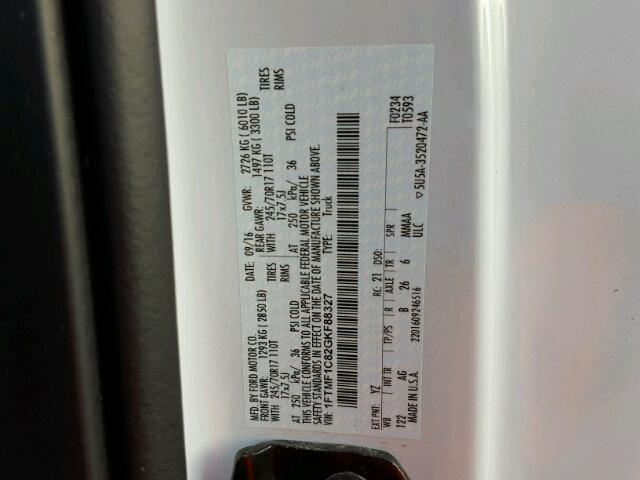 MFD. BY FORD MOTOR CO.
DATE: 09/16 GVWR: 2726 KG (6010 LB)
FRONT GAWR: 1293 KG (2850 LB) REAR GAWR: 1497 KG (3300 LB)
WITH 245/70R17 110T TIRES WITH 245/70R17 110T TIRES
17x7.5J RIMS 17x7.5J RIMS
AT 250 kPa/ 36 PSI COLD AT 250 kPa/ 36 PSI COLD
THIS VEHICLE CONFORMS TO ALL APPLICABLE FEDERAL MOTOR VEHICLE
SAFETY STANDARDS IN EFFECT ON THE DATE OF MANUFACTURE SHOWN ABOVE.
VIN: 1FTMF1C82GKF88327 TYPE: Truck
EXT PNT: YZ RC: 21 DSO: F0234
T0593
WB INT TR TP/PS R AXLE TR SPR
122 AG B 26 6 MMAAA
ULC
MADE IN U.S.A. 2201609246516 5U5A-3520472-AA